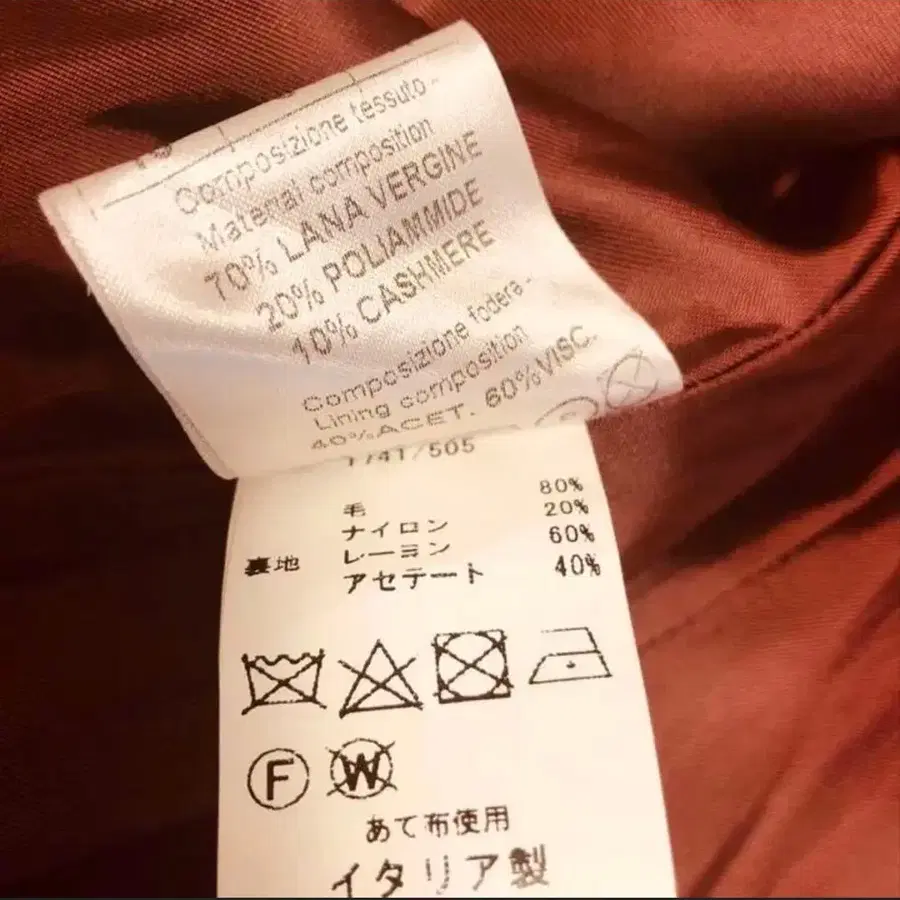 Composizione tessuto -
Material composition
70% LANA VERGINE
20% POLIAMMIDE
10% CASHMERE
Composizione fodera -
Lining composition
40% ACET. 60% VISC.
1741/505
毛 80%
ナイロン 20%
裏地 レーヨン 60%
アセテート 40%
F
W
あて布使用
イタリア製